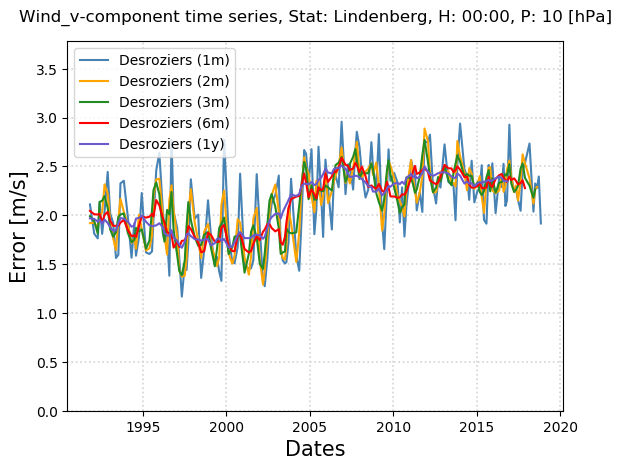 Wind_v-component time series, Stat: Lindenberg, H: 00:00, P: 10 [hPa]
Desroziers (1m)
Desroziers (2m)
Desroziers (3m)
Desroziers (6m)
Desroziers (1y)
Error [m/s]
3.5
3.0
2.5
2.0
1.5
1.0
0.5
0.0
1995 2000 2005 2010 2015 2020
Dates